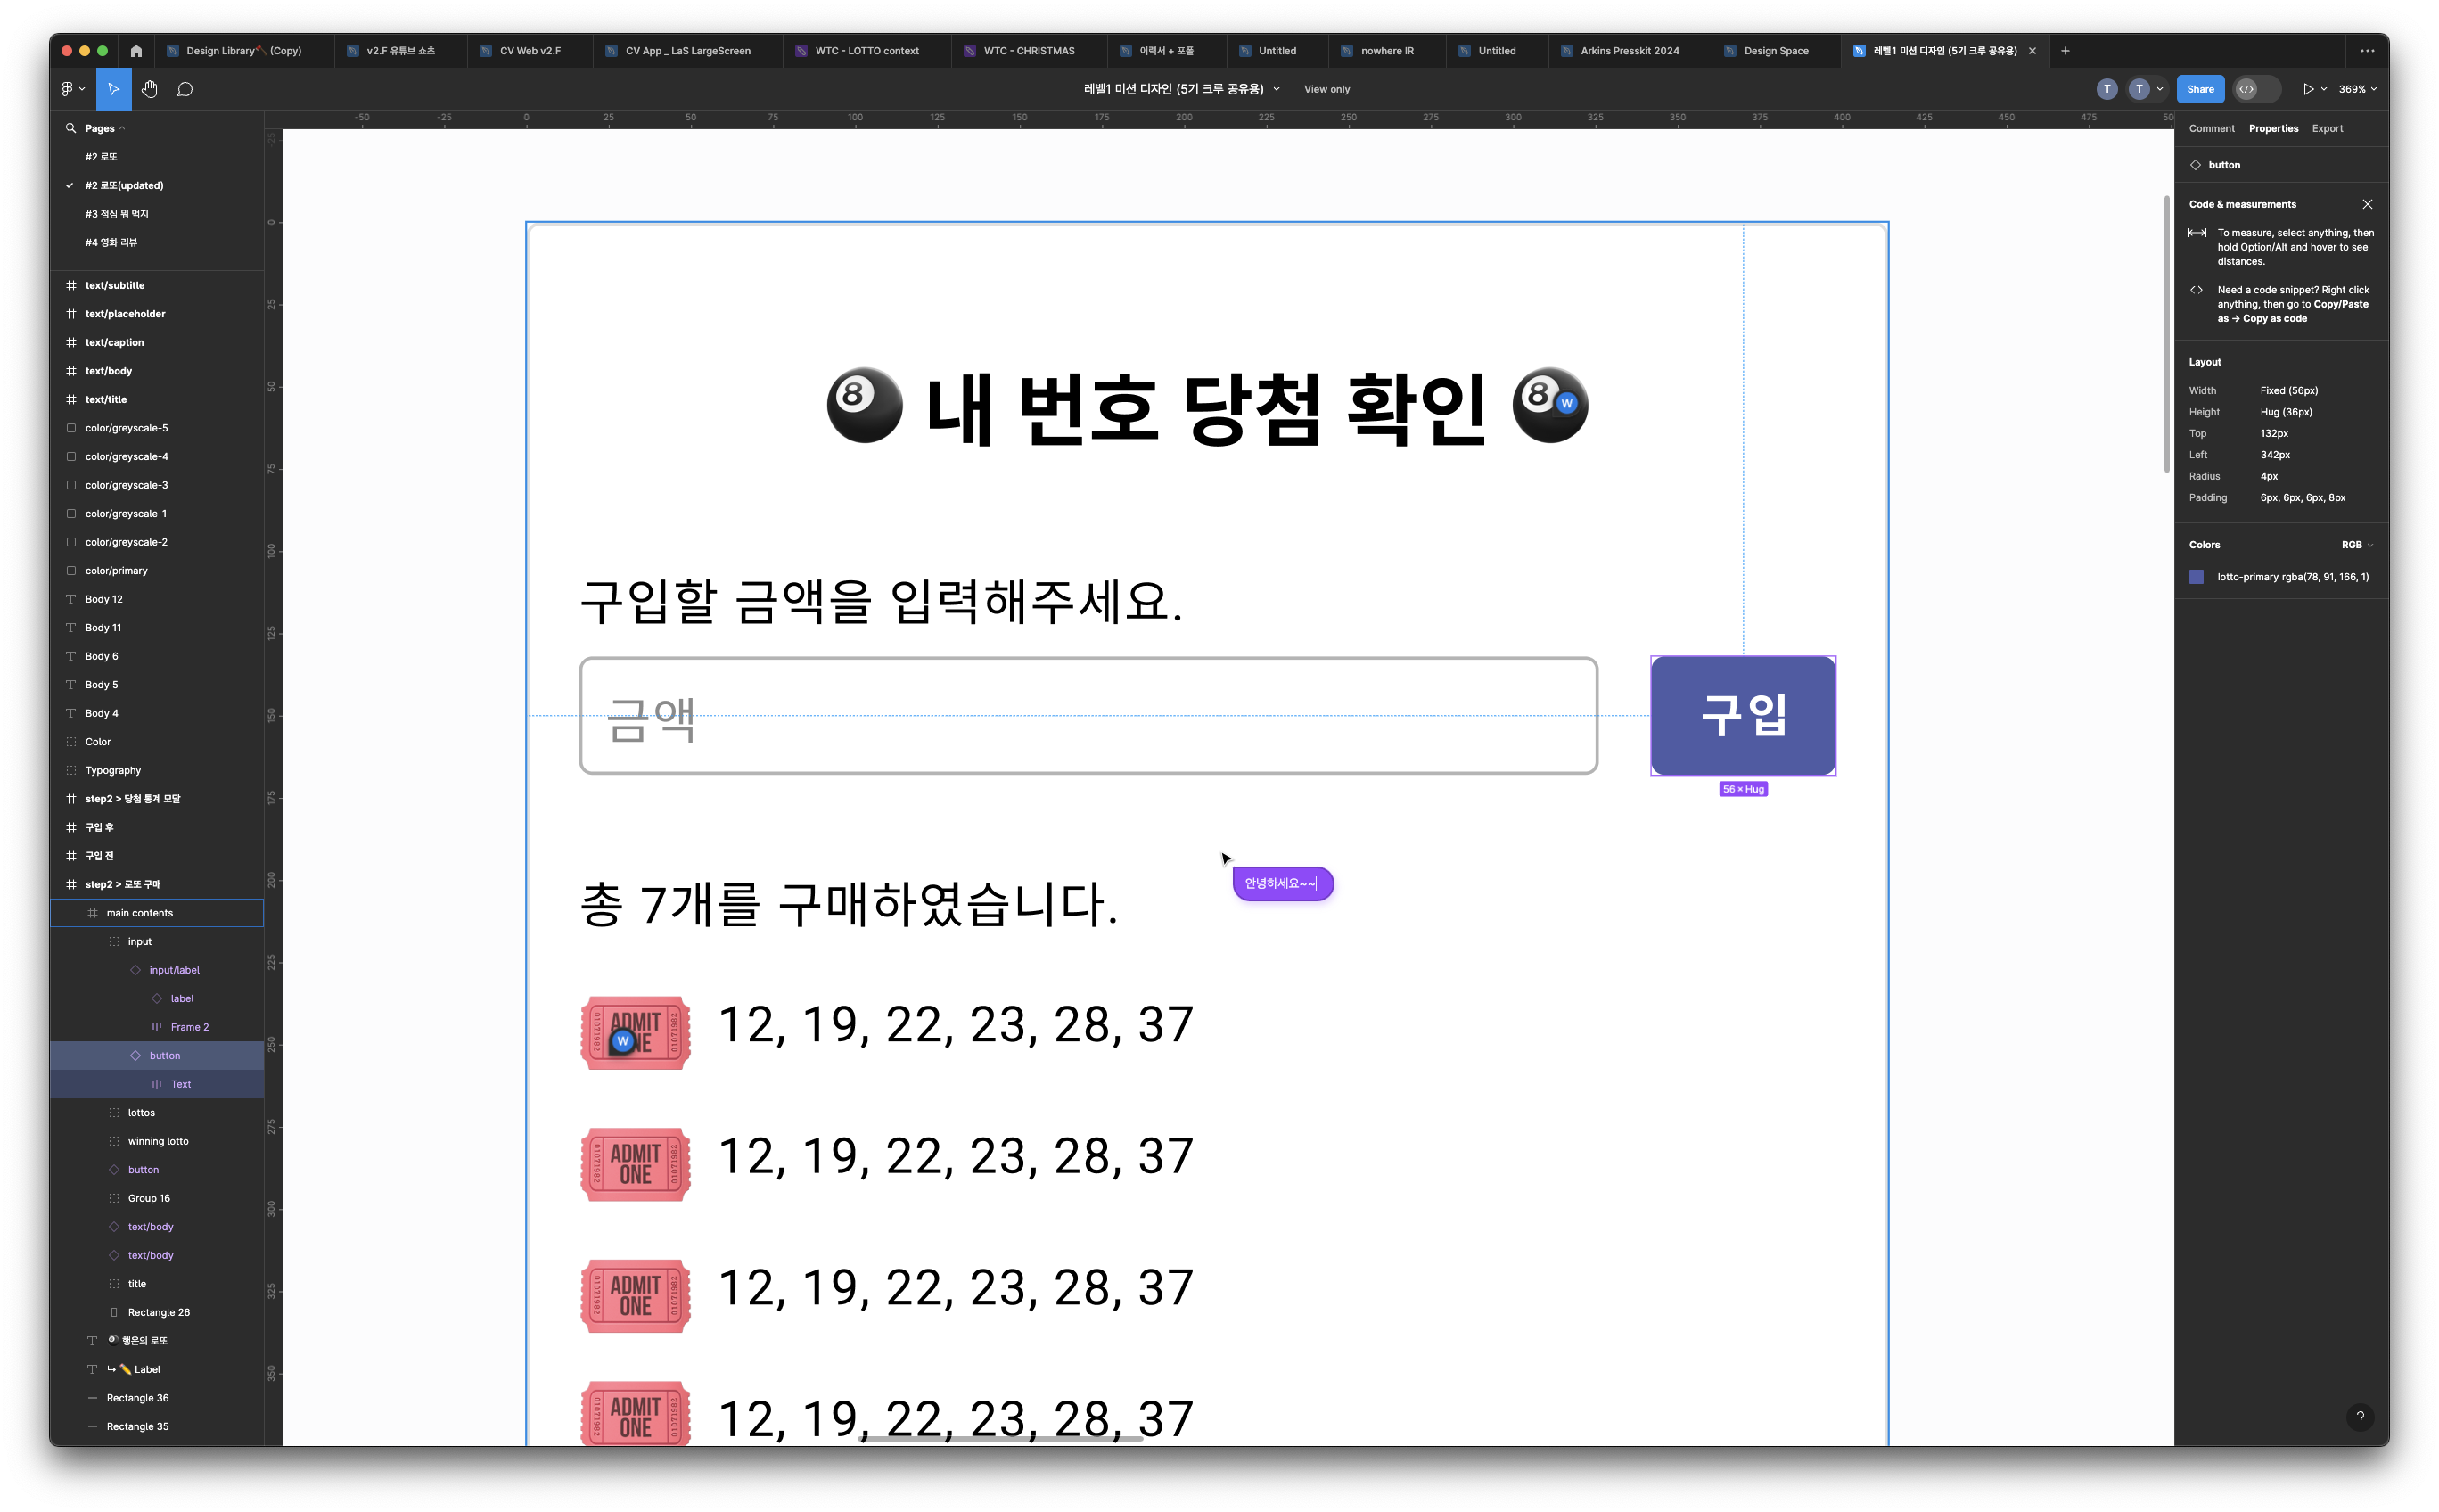 Design Library🔨 (Copy)
v2.F 유튜브 쇼츠
CV Web v2.F
CV App _ LaS LargeScreen
WTC - LOTTO context
WTC - CHRISTMAS
이력서 + 포폴
Untitled
nowhere IR
Untitled
Arkins Presskit 2024
Design Space
레벨1 미션 디자인 (5기 크루 공유용)
레벨1 미션 디자인 (5기 크루 공유용)
View only
T
T
Share
369%
Pages
#2 로또
#2 로또(updated)
#3 점심 뭐 먹지
#4 영화 리뷰
text/subtitle
text/placeholder
text/caption
text/body
text/title
color/greyscale-5
color/greyscale-4
color/greyscale-3
color/greyscale-1
color/greyscale-2
color/primary
Body 12
Body 11
Body 6
Body 5
Body 4
Color
Typography
step2 > 당첨 통계 모달
구입 후
구입 전
step2 > 로또 구매
main contents
input
input/label
label
Frame 2
button
Text
lottos
winning lotto
button
Group 16
text/body
text/body
title
Rectangle 26
🎱 행운의 로또
↳ ✏️ Label
Rectangle 36
Rectangle 35
-50 -25 0 25 50 75 100 125 150 175 200 225 250 275 300 325 350 375 400 425 450 475 50
-25 0 25 50 75 100 125 150 175 200 225 250 275 300 325 350
🎱 내 번호 당첨 확인 🎱
W
구입할 금액을 입력해주세요.
금액
구입
56 × Hug
안녕하세요~~
총 7개를 구매하였습니다.
ADMIT ONE 12, 19, 22, 23, 28, 37
W
ADMIT ONE 12, 19, 22, 23, 28, 37
ADMIT ONE 12, 19, 22, 23, 28, 37
ADMIT ONE 12, 19, 22, 23, 28, 37
Comment Properties Export
button
Code & measurements
To measure, select anything, then
hold Option/Alt and hover to see
distances.
Need a code snippet? Right click
anything, then go to Copy/Paste
as → Copy as code
Layout
Width Fixed (56px)
Height Hug (36px)
Top 132px
Left 342px
Radius 4px
Padding 6px, 6px, 6px, 8px
Colors RGB
lotto-primary rgba(78, 91, 166, 1)
?